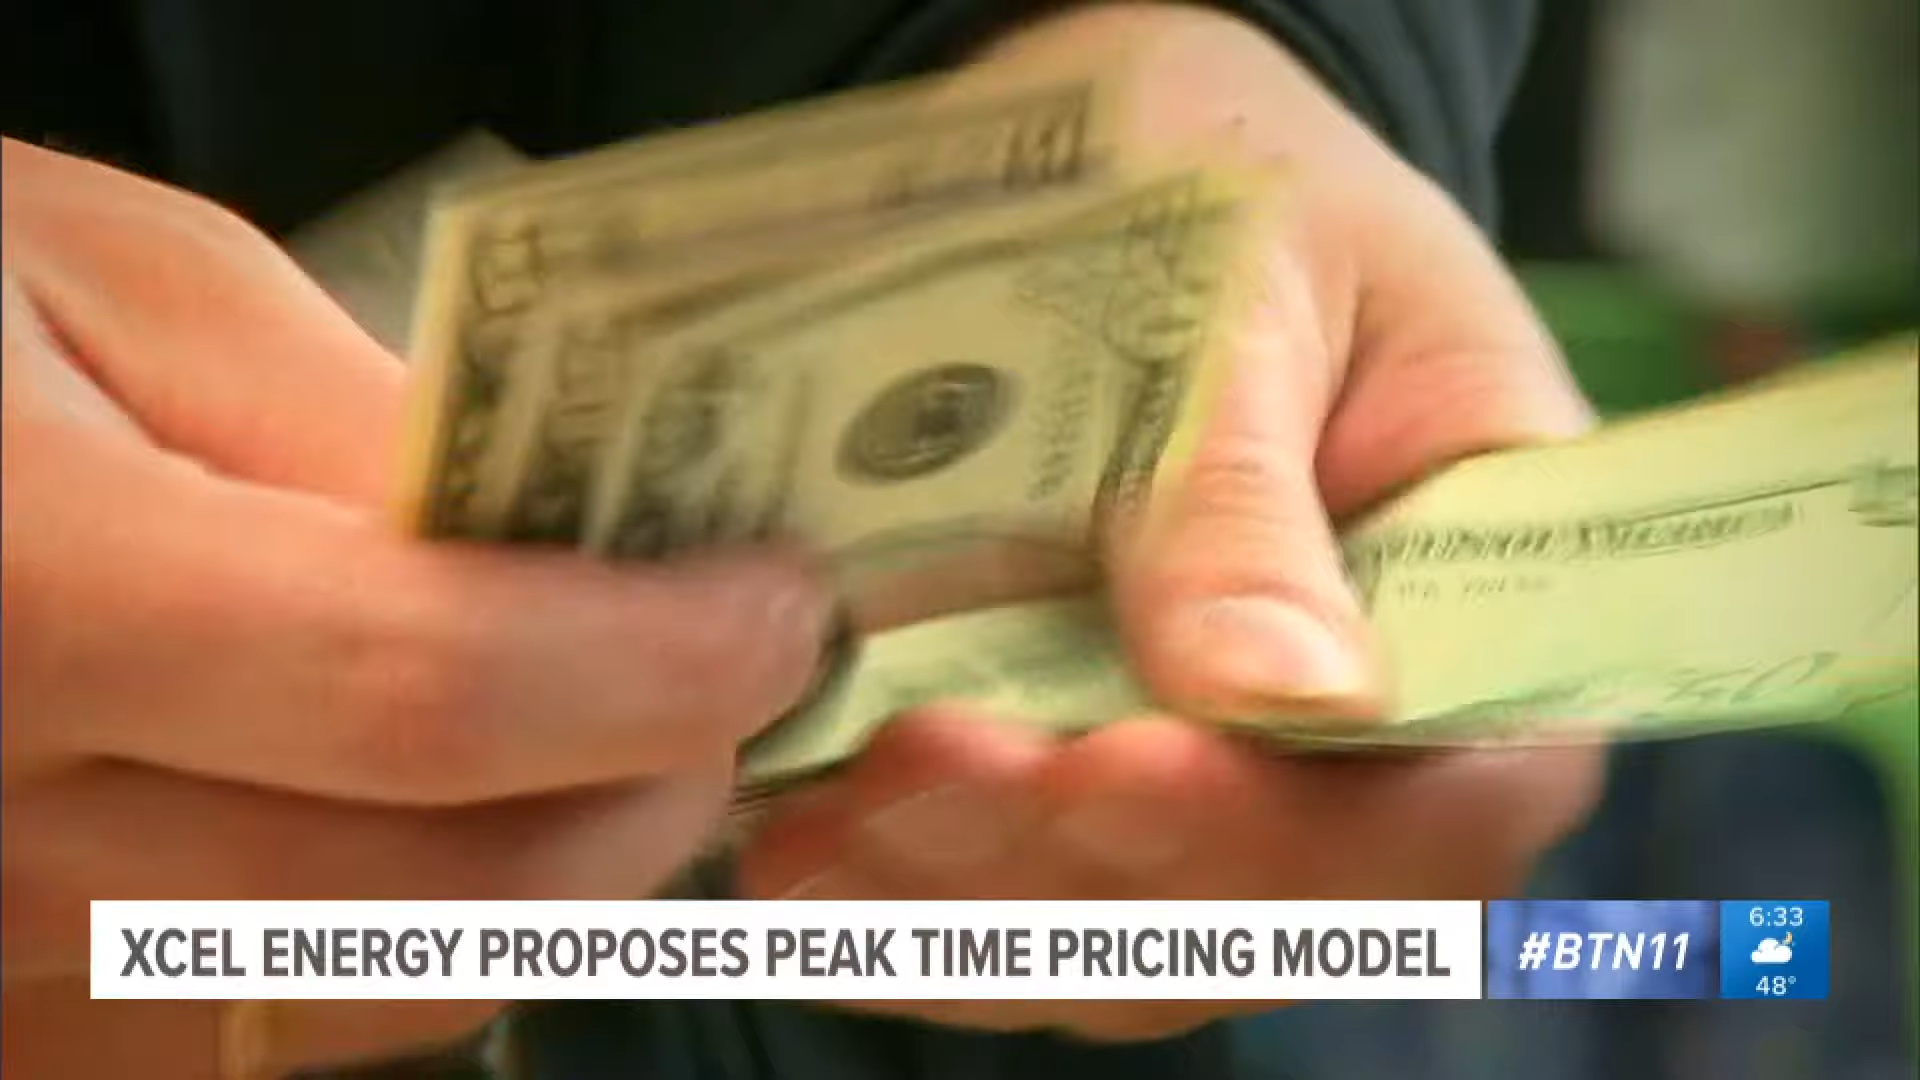 XCEL ENERGY PROPOSES PEAK TIME PRICING MODEL
#BTN11
6:33
48°